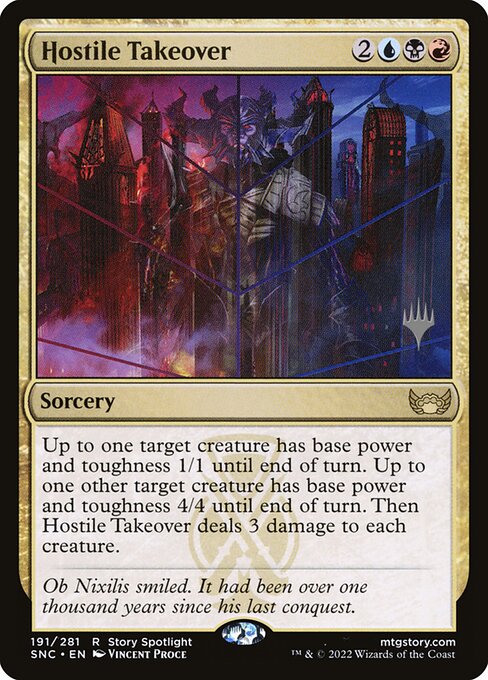 Hostile Takeover 2
Sorcery
Up to one target creature has base power
and toughness 1/1 until end of turn. Up to
one other target creature has base power
and toughness 4/4 until end of turn. Then
Hostile Takeover deals 3 damage to each
creature.
Ob Nixilis smiled. It had been over one
thousand years since his last conquest.
191/281 R Story Spotlight
mtgstory.com
SNC • EN Vincent Proce
™ & © 2022 Wizards of the Coast